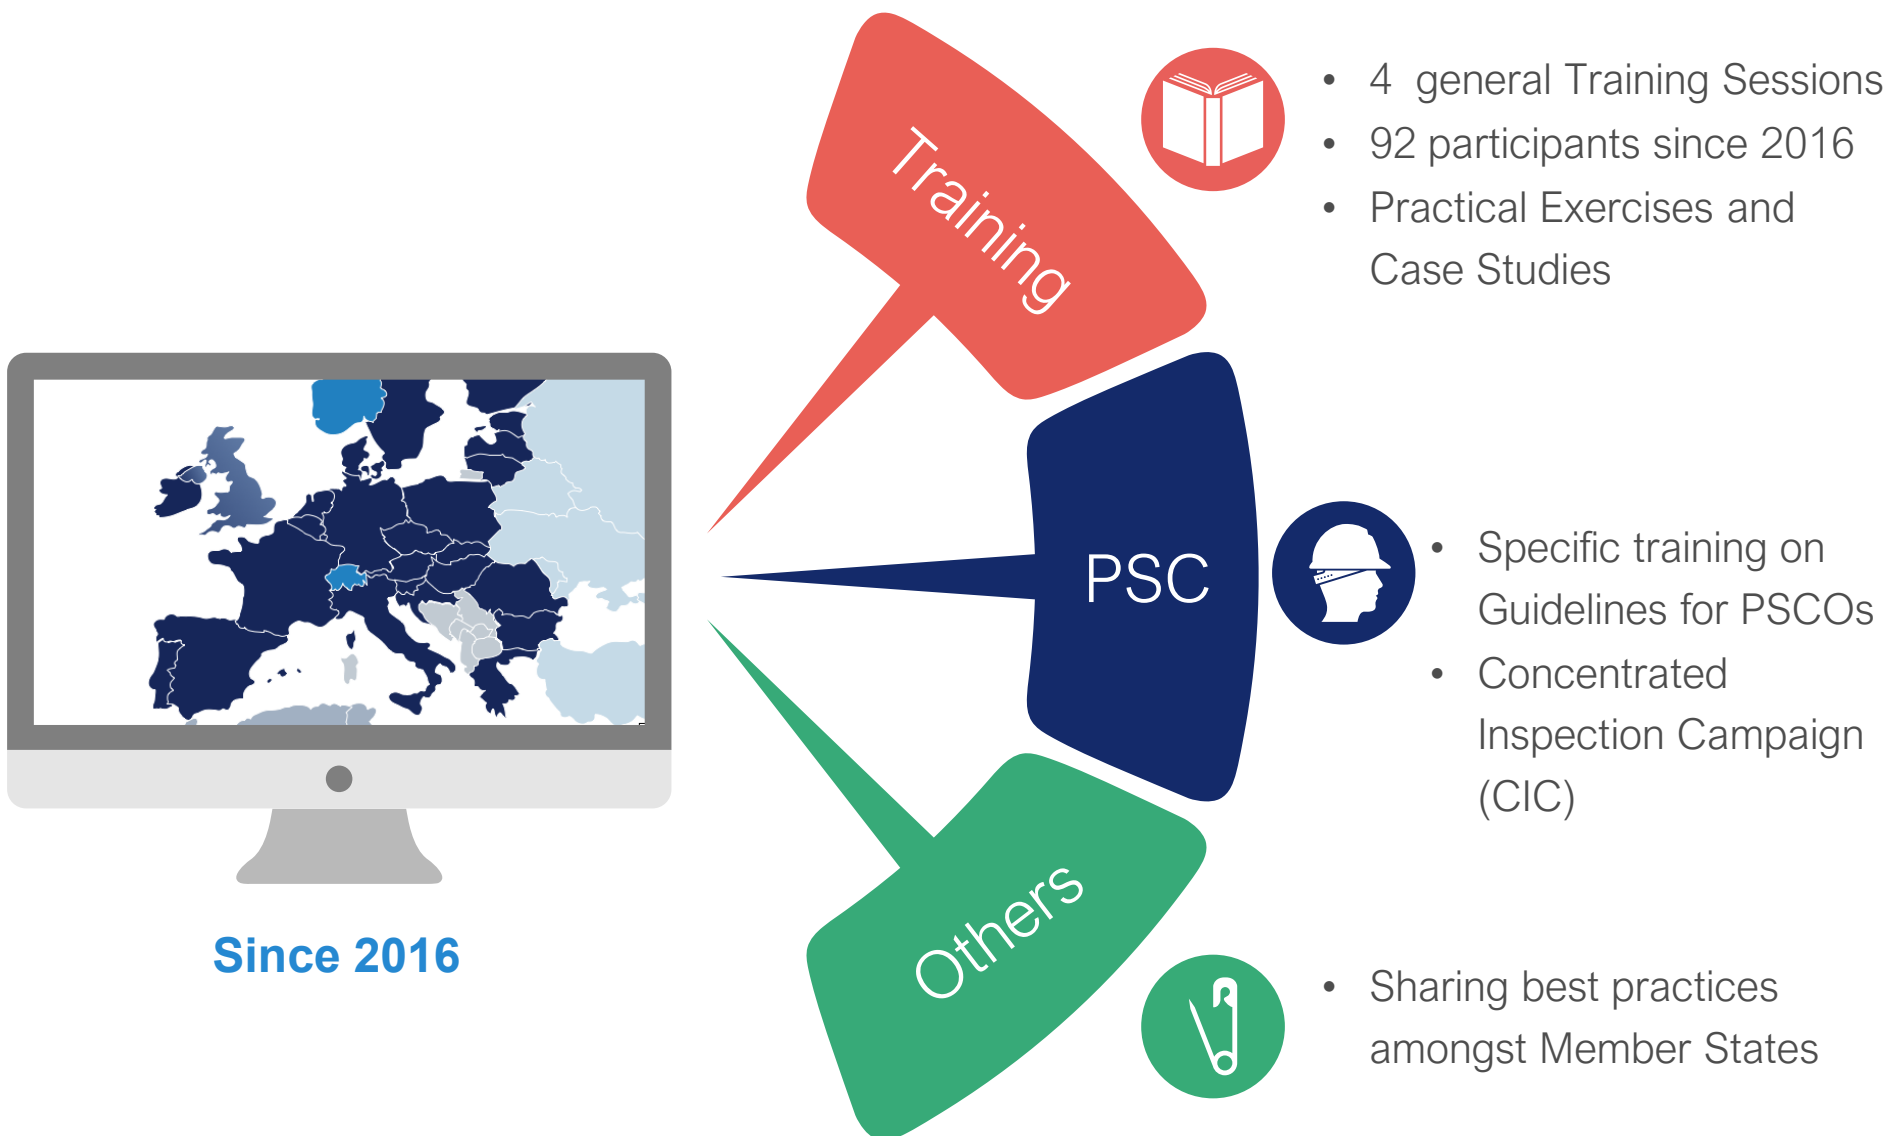 Training
• 4 general Training Sessions
• 92 participants since 2016
• Practical Exercises and
Case Studies
PSC
• Specific training on
Guidelines for PSCOs
• Concentrated
Inspection Campaign
(CIC)
Others
• Sharing best practices
amongst Member States
Since 2016